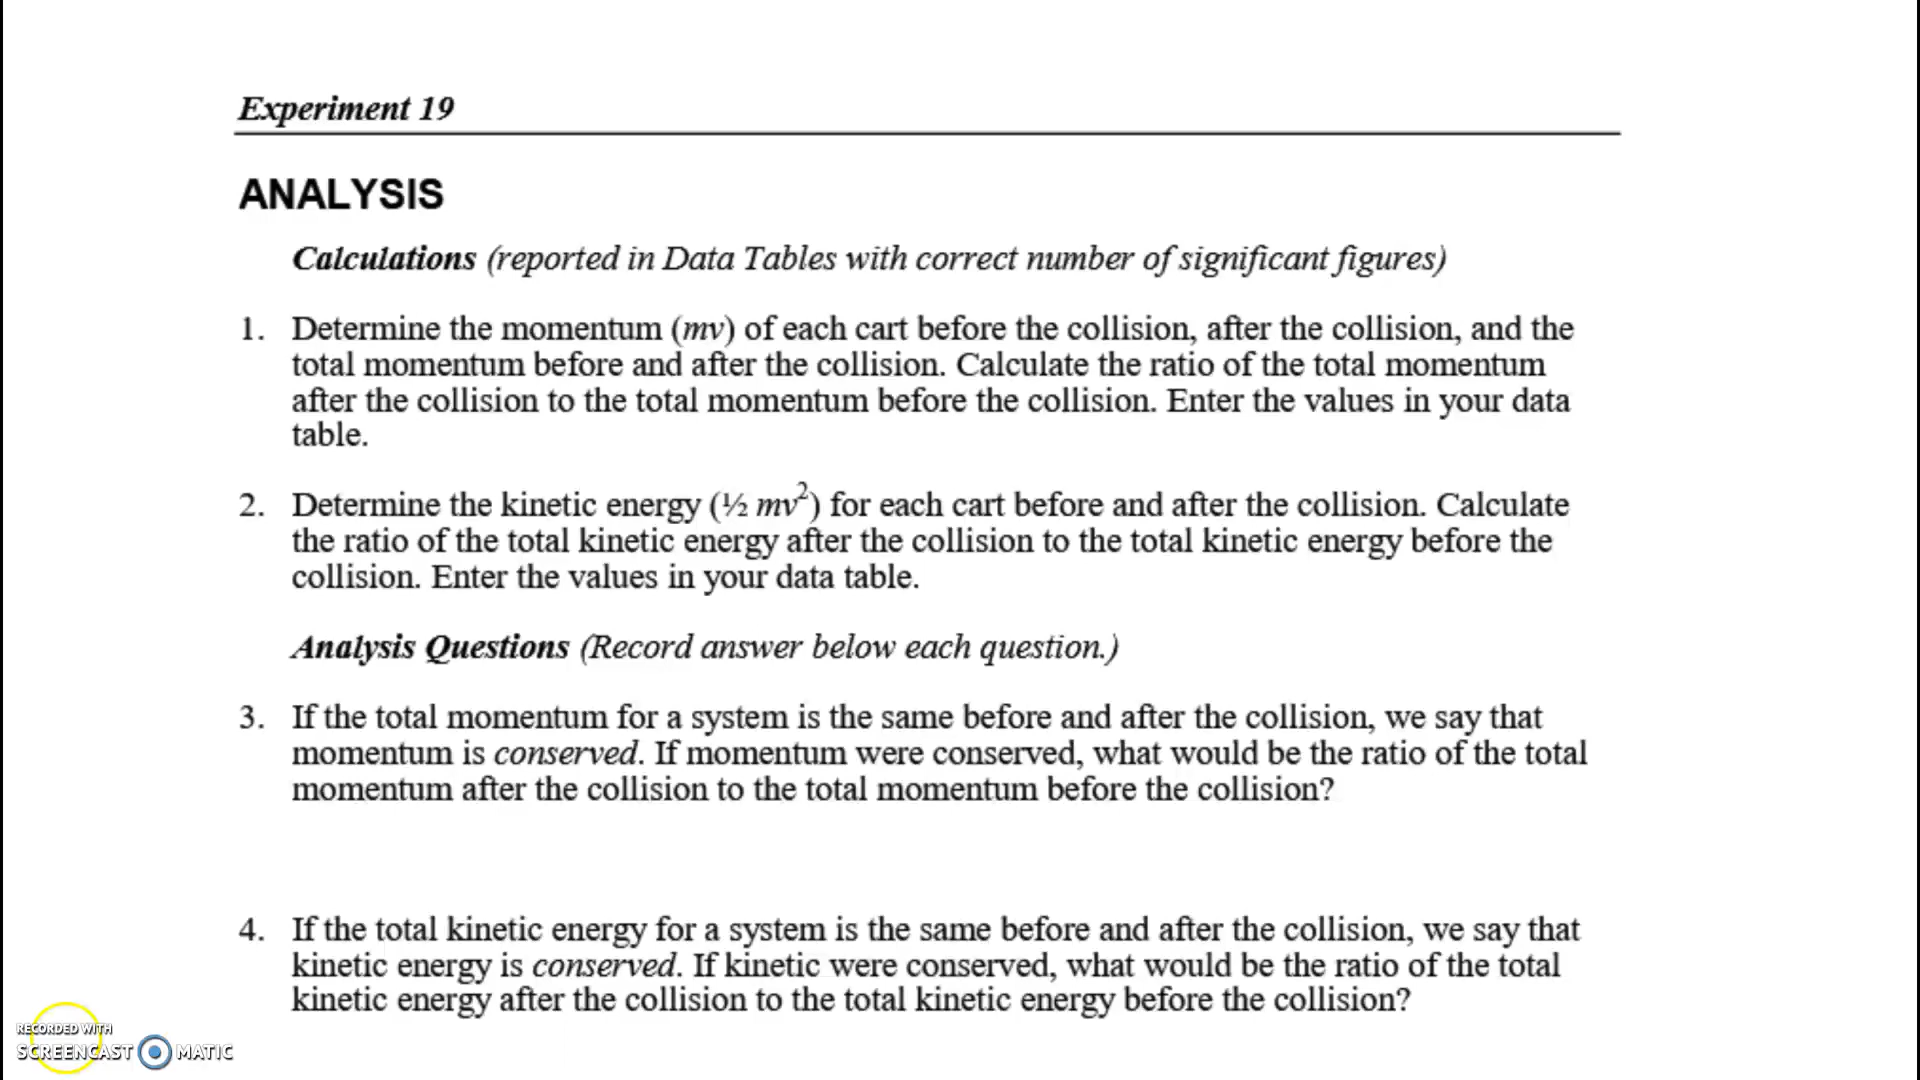 Experiment 19
ANALYSIS
Calculations (reported in Data Tables with correct number of significant figures)
1. Determine the momentum (mv) of each cart before the collision, after the collision, and the
total momentum before and after the collision. Calculate the ratio of the total momentum
after the collision to the total momentum before the collision. Enter the values in your data
table.
2. Determine the kinetic energy (½ mv²) for each cart before and after the collision. Calculate
the ratio of the total kinetic energy after the collision to the total kinetic energy before the
collision. Enter the values in your data table.
Analysis Questions (Record answer below each question.)
3. If the total momentum for a system is the same before and after the collision, we say that
momentum is conserved. If momentum were conserved, what would be the ratio of the total
momentum after the collision to the total momentum before the collision?
4. If the total kinetic energy for a system is the same before and after the collision, we say that
kinetic energy is conserved. If kinetic were conserved, what would be the ratio of the total
kinetic energy after the collision to the total kinetic energy before the collision?
RECORDED WITH
SCREENCAST MATIC